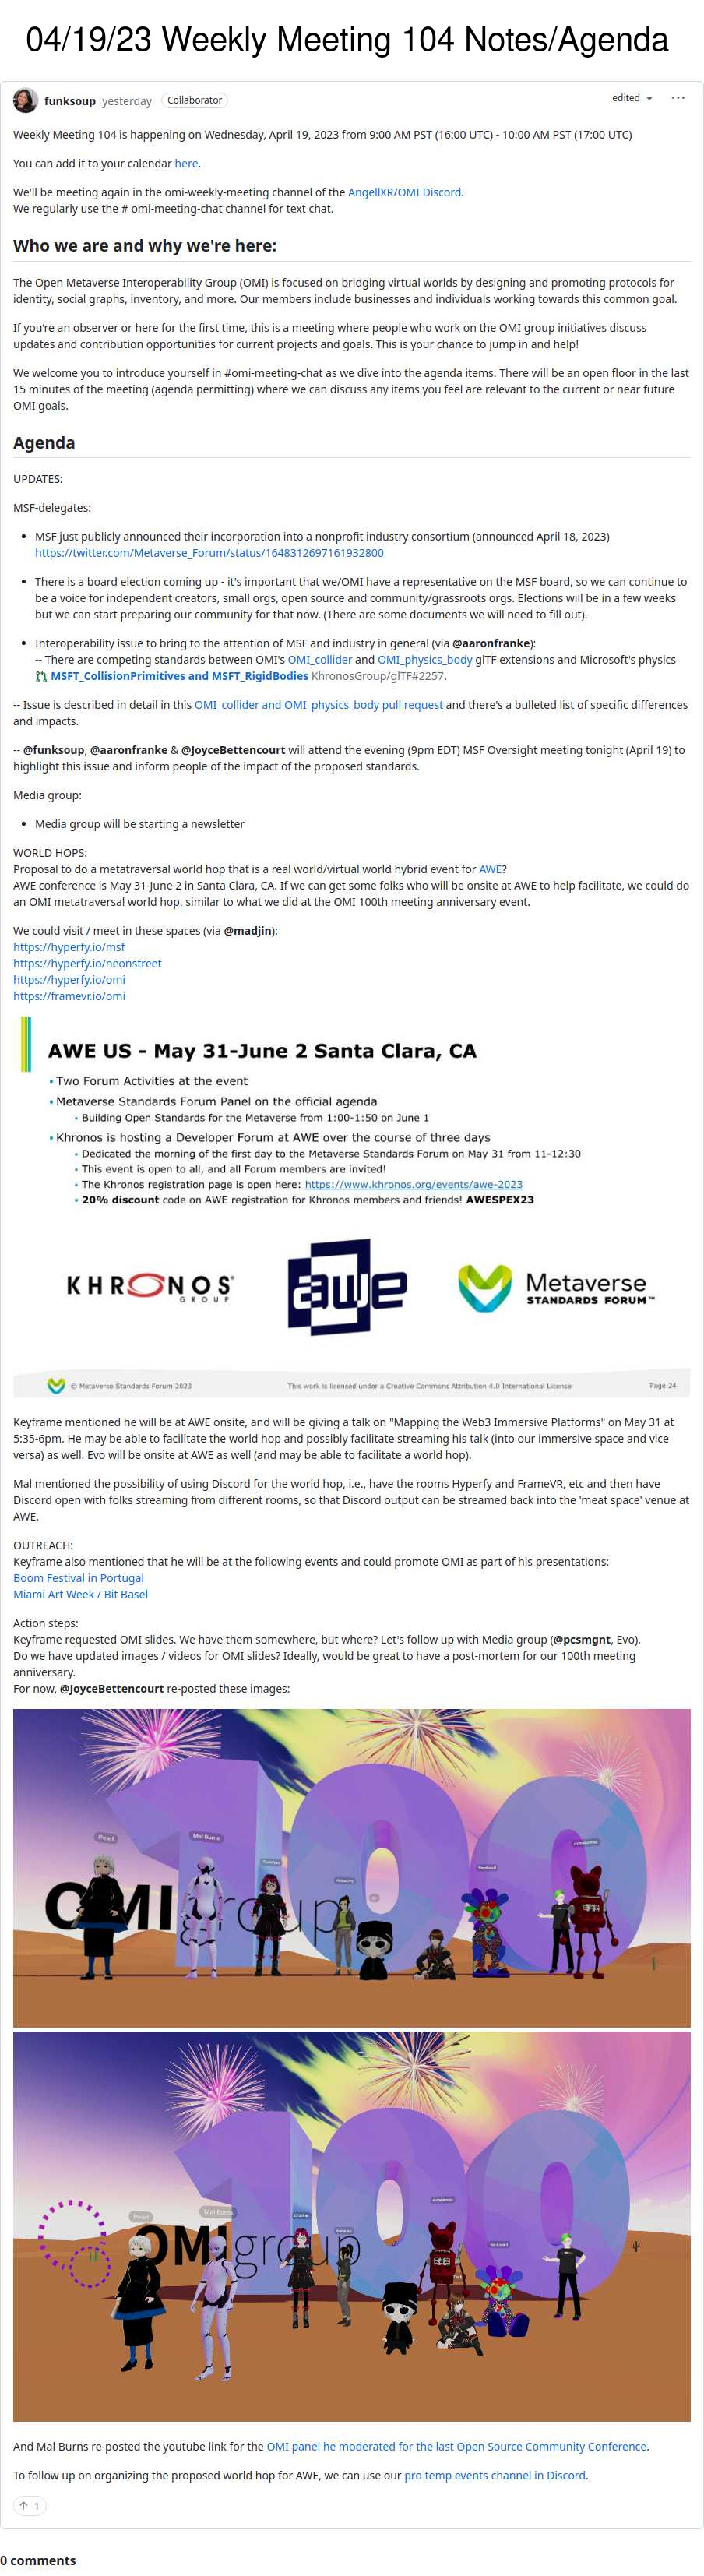 04/19/23 Weekly Meeting 104 Notes/Agenda
funksoup yesterday Collaborator edited
Weekly Meeting 104 is happening on Wednesday, April 19, 2023 from 9:00 AM PST (16:00 UTC) - 10:00 AM PST (17:00 UTC)
You can add it to your calendar here.
We'll be meeting again in the omi-weekly-meeting channel of the AngellXR/OMI Discord.
We regularly use the # omi-meeting-chat channel for text chat.
Who we are and why we're here:
The Open Metaverse Interoperability Group (OMI) is focused on bridging virtual worlds by designing and promoting protocols for
identity, social graphs, inventory, and more. Our members include businesses and individuals working towards this common goal.
If you're an observer or here for the first time, this is a meeting where people who work on the OMI group initiatives discuss
updates and contribution opportunities for current projects and goals. This is your chance to jump in and help!
We welcome you to introduce yourself in #omi-meeting-chat as we dive into the agenda items. There will be an open floor in the last
15 minutes of the meeting (agenda permitting) where we can discuss any items you feel are relevant to the current or near future
OMI goals.
Agenda
UPDATES:
MSF-delegates:
• MSF just publicly announced their incorporation into a nonprofit industry consortium (announced April 18, 2023)
https://twitter.com/Metaverse_Forum/status/1648312697161932800
• There is a board election coming up - it's important that we/OMI have a representative on the MSF board, so we can continue to
be a voice for independent creators, small orgs, open source and community/grassroots orgs. Elections will be in a few weeks
but we can start preparing our community for that now. (There are some documents we will need to fill out).
• Interoperability issue to bring to the attention of MSF and industry in general (via @aaronfranke):
-- There are competing standards between OMI's OMI_collider and OMI_physics_body glTF extensions and Microsoft's physics
MSFT_CollisionPrimitives and MSFT_RigidBodies KhronosGroup/glTF#2257.
-- Issue is described in detail in this OMI_collider and OMI_physics_body pull request and there's a bulleted list of specific differences
and impacts.
-- @funksoup, @aaronfranke & @JoyceBettencourt will attend the evening (9pm EDT) MSF Oversight meeting tonight (April 19) to
highlight this issue and inform people of the impact of the proposed standards.
Media group:
• Media group will be starting a newsletter
WORLD HOPS:
Proposal to do a metatraversal world hop that is a real world/virtual world hybrid event for AWE?
AWE conference is May 31-June 2 in Santa Clara, CA. If we can get some folks who will be onsite at AWE to help facilitate, we could do
an OMI metatraversal world hop, similar to what we did at the OMI 100th meeting anniversary event.
We could visit / meet in these spaces (via @madjin):
https://hyperfy.io/msf
https://hyperfy.io/neonstreet
https://hyperfy.io/omi
https://framevr.io/omi
AWE US - May 31-June 2 Santa Clara, CA
• Two Forum Activities at the event
• Metaverse Standards Forum Panel on the official agenda
• Building Open Standards for the Metaverse from 1:00-1:50 on June 1
• Khronos is hosting a Developer Forum at AWE over the course of three days
• Dedicated the morning of the first day to the Metaverse Standards Forum on May 31 from 11-12:30
• This event is open to all, and all Forum members are invited!
• The Khronos registration page is open here: https://www.khronos.org/events/awe-2023
• 20% discount code on AWE registration for Khronos members and friends! AWESPEX23
KHRONOS GROUP
awe
Metaverse STANDARDS FORUM™
© Metaverse Standards Forum 2023 This work is licensed under a Creative Commons Attribution 4.0 International License Page 24
Keyframe mentioned he will be at AWE onsite, and will be giving a talk on "Mapping the Web3 Immersive Platforms" on May 31 at
5:35-6pm. He may be able to facilitate the world hop and possibly facilitate streaming his talk (into our immersive space and vice
versa) as well. Evo will be onsite at AWE as well (and may be able to facilitate a world hop).
Mal mentioned the possibility of using Discord for the world hop, i.e., have the rooms Hyperfy and FrameVR, etc and then have
Discord open with folks streaming from different rooms, so that Discord output can be streamed back into the 'meat space' venue at
AWE.
OUTREACH:
Keyframe also mentioned that he will be at the following events and could promote OMI as part of his presentations:
Boom Festival in Portugal
Miami Art Week / Bit Basel
Action steps:
Keyframe requested OMI slides. We have them somewhere, but where? Let's follow up with Media group (@pcsmgnt, Evo).
Do we have updated images / videos for OMI slides? Ideally, would be great to have a post-mortem for our 100th meeting
anniversary.
For now, @JoyceBettencourt re-posted these images:
100
Pearl
Mal Burns
OMI group
100
Pearl
Mal Burns
OMI group
And Mal Burns re-posted the youtube link for the OMI panel he moderated for the last Open Source Community Conference.
To follow up on organizing the proposed world hop for AWE, we can use our pro temp events channel in Discord.
1
0 comments